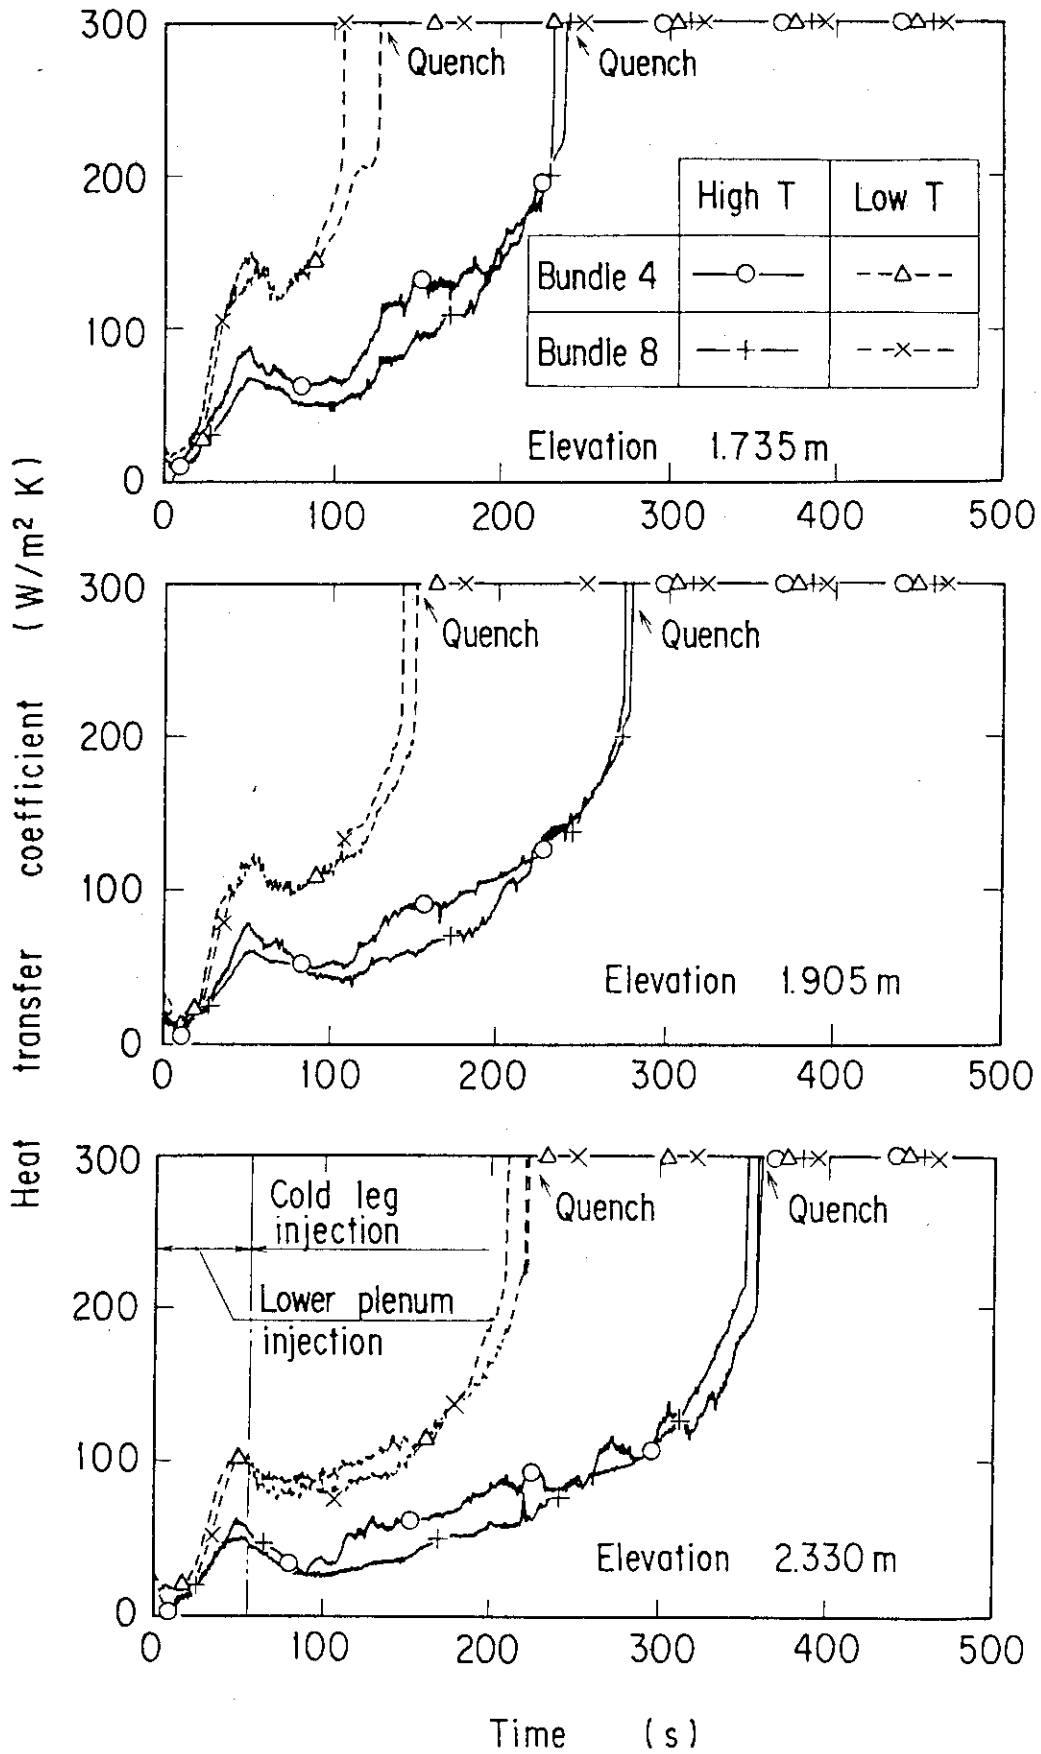 300
200
100
0
Quench
Quench
High T
Low T
Bundle 4
Bundle 8
Elevation 1.735 m
0 100 200 300 400 500
300
200
100
0
Quench
Quench
Elevation 1.905 m
0 100 200 300 400 500
Heat transfer coefficient (W/m² K)
300
200
100
0
Cold leg
injection
Lower plenum
injection
Quench
Quench
Elevation 2.330 m
0 100 200 300 400 500
Time (s)